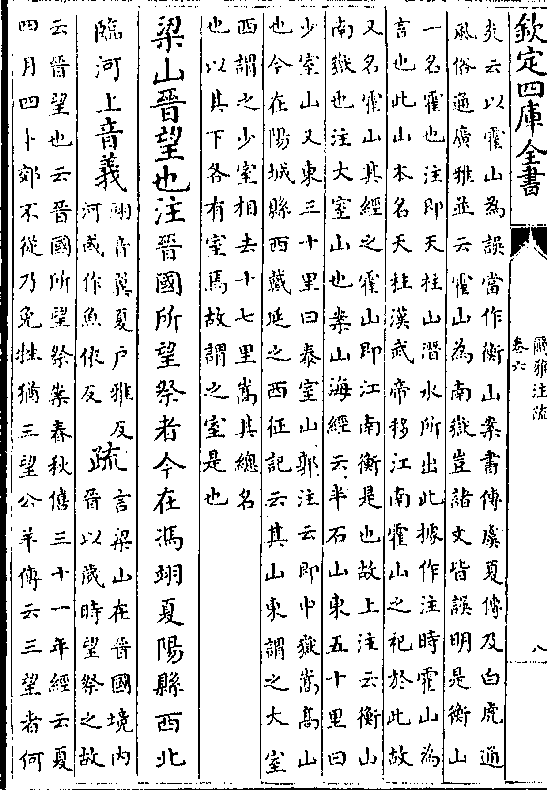 欽定四庫全書
爾雅注疏
卷六
八
炎云以霍山為誤當作衡山案書傳虞夏傳及白虎通
風俗通廣雅並云霍山為南嶽豈諸文皆誤明是衡山
一名霍也注即天柱山潛水所出此據作注時霍山為
言也此山本名天柱漢武帝移江南霍山之祀於此故
又名霍山其經之霍山即江南衡是也故上注云衡山
南嶽也注大室山也案山海經云半石山東五十里曰
少室山又東三十里曰泰室山郭注云即中嶽嵩高山
也今在陽城縣西戴延之西征記云其山東謂之大室
西謂之少室相去十七里嵩其總名
也以其下各有室焉故謂之室是也
梁山晉望也注晉國所望祭者今在馮翊夏陽縣西北
臨河上音義
翊音翼夏户雅反
河或作魚依反
疏
言梁山在晉國境内
晉以歲時望祭之故
云晉望也云晉國所望祭案春秋僖三十一年經云夏
四月四卜郊不從乃免牲猶三望公羊傳云三望者何